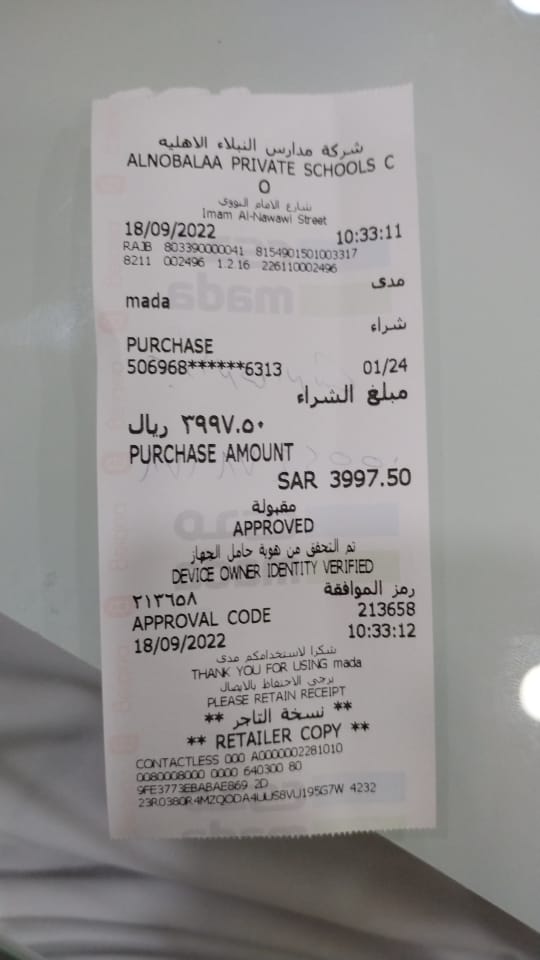 شركة مدارس النبلاء الاهليه
ALNOBALAA PRIVATE SCHOOLS C
O
شارع الامام النووي
Imam Al-Nawawi Street
18/09/2022 10:33:11
RAJB 803390000041 8154901501003317
8211 002496 1.2.16 226110002496
مدى
mada
شراء
PURCHASE
506968******6313 01/24
مبلغ الشراء
٣٩٩٧.٥٠ ريال
PURCHASE AMOUNT
SAR 3997.50
مقبولة
APPROVED
تم التحقق من هوية حامل الجهاز
DEVICE OWNER IDENTITY VERIFIED
رمز الموافقة
٢١٣٦٥٨
213658
APPROVAL CODE
18/09/2022 10:33:12
شكرا لاستخدامكم مدى
THANK YOU FOR USING mada
يرجى الاحتفاظ بالايصال
PLEASE RETAIN RECEIPT
** نسخة التاجر **
** RETAILER COPY **
CONTACTLESS 000 A0000002281010
0080008000 0000 640300 80
9FE3773EBABAE869 2D
4232